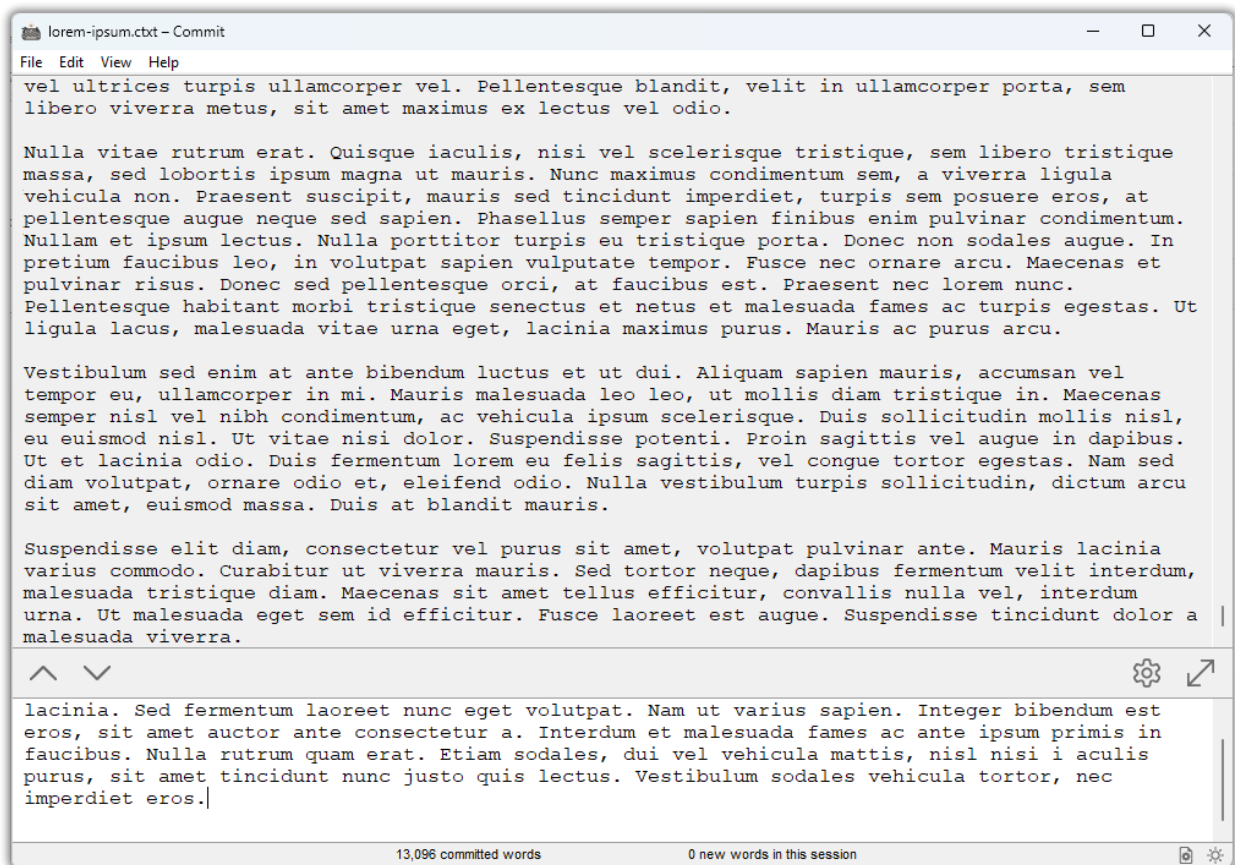 lorem-ipsum.ctxt – Commit
File Edit View Help
vel ultrices turpis ullamcorper vel. Pellentesque blandit, velit in ullamcorper porta, sem
libero viverra metus, sit amet maximus ex lectus vel odio.
Nulla vitae rutrum erat. Quisque iaculis, nisi vel scelerisque tristique, sem libero tristique
massa, sed lobortis ipsum magna ut mauris. Nunc maximus condimentum sem, a viverra ligula
vehicula non. Praesent suscipit, mauris sed tincidunt imperdiet, turpis sem posuere eros, at
pellentesque augue neque sed sapien. Phasellus semper sapien finibus enim pulvinar condimentum.
Nullam et ipsum lectus. Nulla porttitor turpis eu tristique porta. Donec non sodales augue. In
pretium faucibus leo, in volutpat sapien vulputate tempor. Fusce nec ornare arcu. Maecenas et
pulvinar risus. Donec sed pellentesque orci, at faucibus est. Praesent nec lorem nunc.
Pellentesque habitant morbi tristique senectus et netus et malesuada fames ac turpis egestas. Ut
ligula lacus, malesuada vitae urna eget, lacinia maximus purus. Mauris ac purus arcu.
Vestibulum sed enim at ante bibendum luctus et ut dui. Aliquam sapien mauris, accumsan vel
tempor eu, ullamcorper in mi. Mauris malesuada leo leo, ut mollis diam tristique in. Maecenas
semper nisl vel nibh condimentum, ac vehicula ipsum scelerisque. Duis sollicitudin mollis nisl,
eu euismod nisl. Ut vitae nisi dolor. Suspendisse potenti. Proin sagittis vel augue in dapibus.
Ut et lacinia odio. Duis fermentum lorem eu felis sagittis, vel congue tortor egestas. Nam sed
diam volutpat, ornare odio et, eleifend odio. Nulla vestibulum turpis sollicitudin, dictum arcu
sit amet, euismod massa. Duis at blandit mauris.
Suspendisse elit diam, consectetur vel purus sit amet, volutpat pulvinar ante. Mauris lacinia
varius commodo. Curabitur ut viverra mauris. Sed tortor neque, dapibus fermentum velit interdum,
malesuada tristique diam. Maecenas sit amet tellus efficitur, convallis nulla vel, interdum
urna. Ut malesuada eget sem id efficitur. Fusce laoreet est augue. Suspendisse tincidunt dolor a
malesuada viverra.
lacinia. Sed fermentum laoreet nunc eget volutpat. Nam ut varius sapien. Integer bibendum est
eros, sit amet auctor ante consectetur a. Interdum et malesuada fames ac ante ipsum primis in
faucibus. Nulla rutrum quam erat. Etiam sodales, dui vel vehicula mattis, nisl nisi i aculis
purus, sit amet tincidunt nunc justo quis lectus. Vestibulum sodales vehicula tortor, nec
imperdiet eros.
13,096 committed words 0 new words in this session